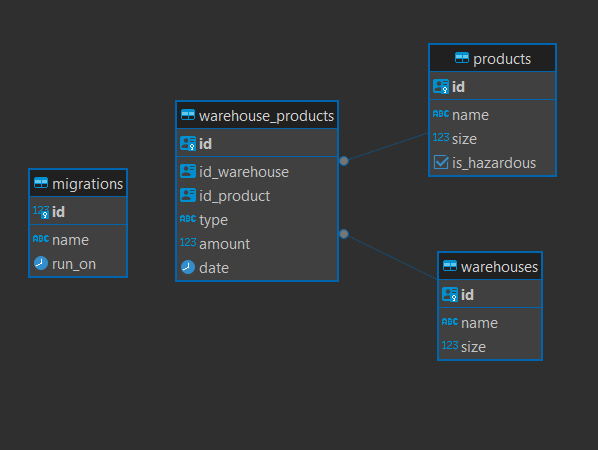 migrations
123 id
ABC name
run_on
warehouse_products
id
id_warehouse
id_product
ABC type
123 amount
date
products
id
ABC name
123 size
is_hazardous
warehouses
id
ABC name
123 size